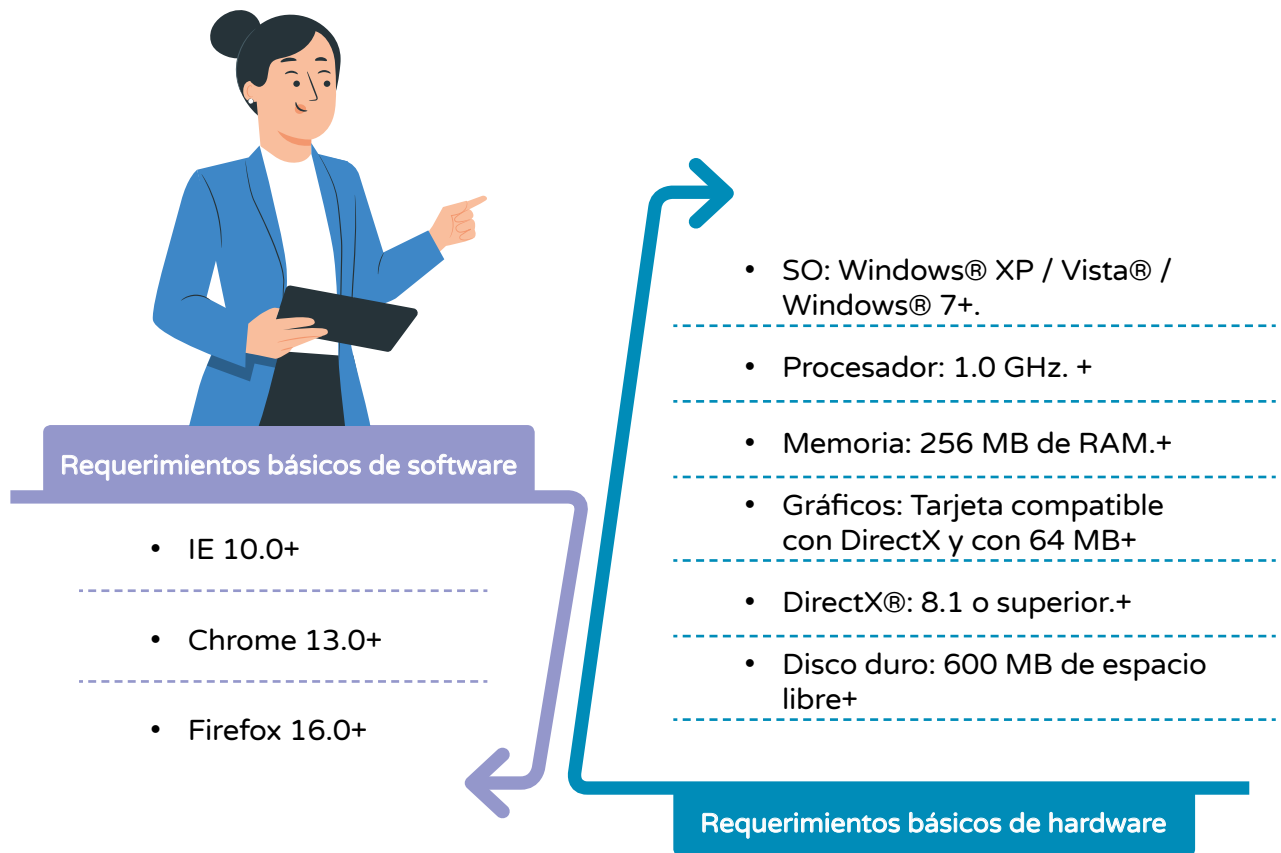 Requerimientos básicos de software
• IE 10.0+
• Chrome 13.0+
• Firefox 16.0+
• SO: Windows® XP / Vista® /
Windows® 7+.
• Procesador: 1.0 GHz. +
• Memoria: 256 MB de RAM.+
• Gráficos: Tarjeta compatible
con DirectX y con 64 MB+
• DirectX®: 8.1 o superior.+
• Disco duro: 600 MB de espacio
libre+
Requerimientos básicos de hardware